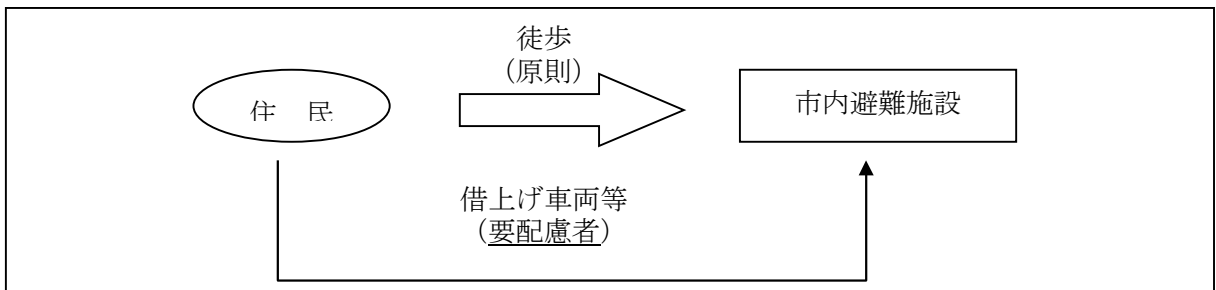 徒歩
（原則）
住　民
市内避難施設
借上げ車両等
（要配慮者）